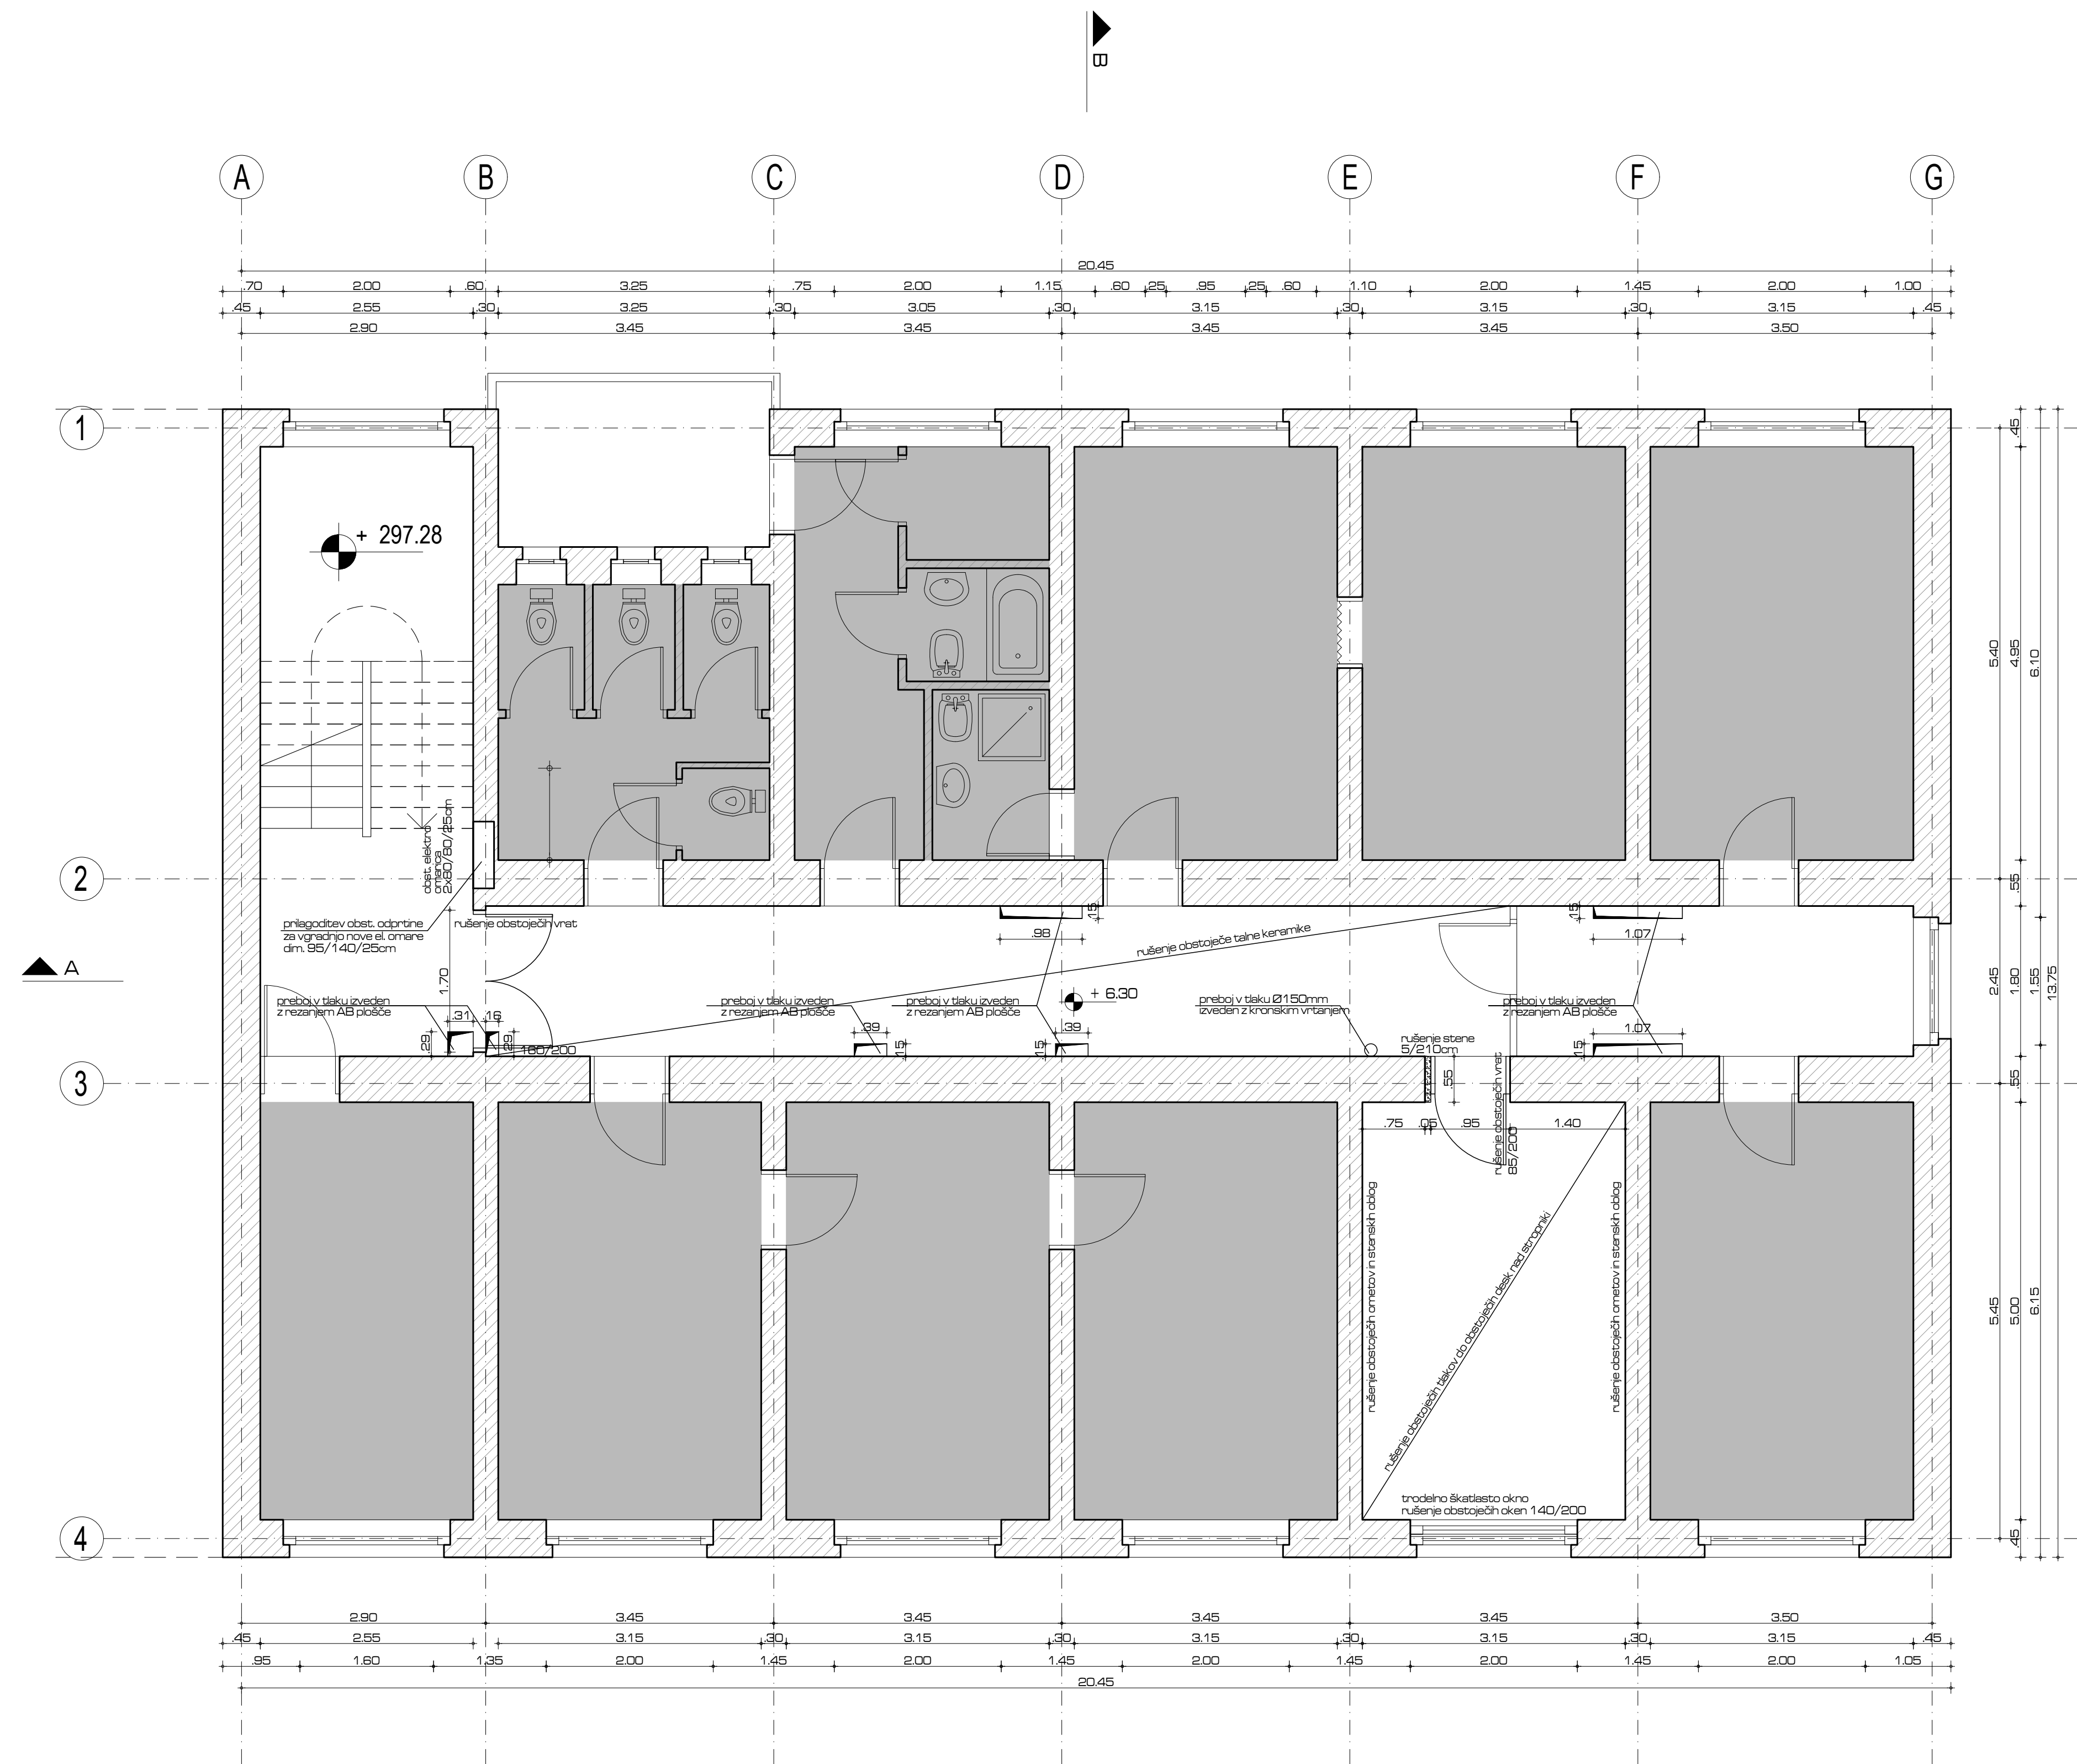 B
A B C D E F G
20.45
.70 2.00 .60 3.25 .75 2.00 1.15 .60 .25 .95 .25 .60 1.10 2.00 1.45 2.00 1.00
.45 2.55 .30 3.25 .30 3.05 .30 3.15 .30 3.15 .30 3.15 .45
2.90 3.45 3.45 3.45 3.45 3.50
1
+ 297.28
.45
5.40
4.95
6.10
obst. elektro
omarica
2x80/80/25cm
2
.55
prilagoditev obst. odprtine
za vgradnjo nove el. omare
dim. 95/140/25cm
rušenje obstoječih vrat
.15
.98
rušenje obstoječe talne keramike
.15
1.07
A
1.70
2.45
1.80
1.55
13.75
preboj v tlaku izveden
z rezanjem AB plošče
preboj v tlaku izveden
z rezanjem AB plošče
preboj v tlaku izveden
z rezanjem AB plošče
+ 6.30
preboj v tlaku Ø150mm
izveden z kronskim vrtanjem
preboj v tlaku izveden
z rezanjem AB plošče
.31 .16
.29
.29
160/200
.39
.15
.39
.15
1.07
.15
rušenje stene
5/210cm
3
.55
.55
.75 .05 .95 1.40
rušenje obstoječih vrat
85/200
rušenje obstoječih ometov in stenskih oblog
rušenje obstoječih tlakov do obstoječih desk nad stropniki
rušenje obstoječih ometov in stenskih oblog
5.45
5.00
6.15
trodelno škatlasto okno
rušenje obstoječih oken 140/200
4
.45
2.90 3.45 3.45 3.45 3.45 3.50
.45 2.55 3.15 .30 3.15 .30 3.15 .30 3.15 .30 3.15 .45
.95 1.60 1.35 2.00 1.45 2.00 1.45 2.00 1.45 2.00 1.45 2.00 1.05
20.45